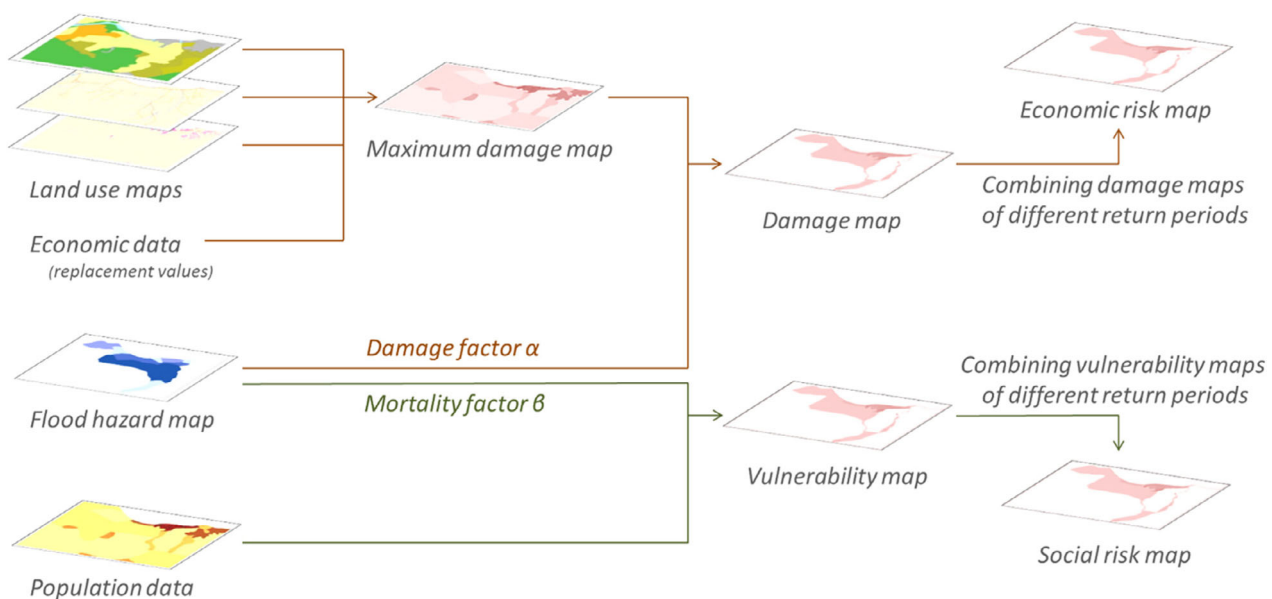 Land use maps
Economic data
(replacement values)
Maximum damage map
Damage map
Economic risk map
Combining damage maps
of different return periods
Flood hazard map
Damage factor α
Mortality factor β
Vulnerability map
Combining vulnerability maps
of different return periods
Social risk map
Population data